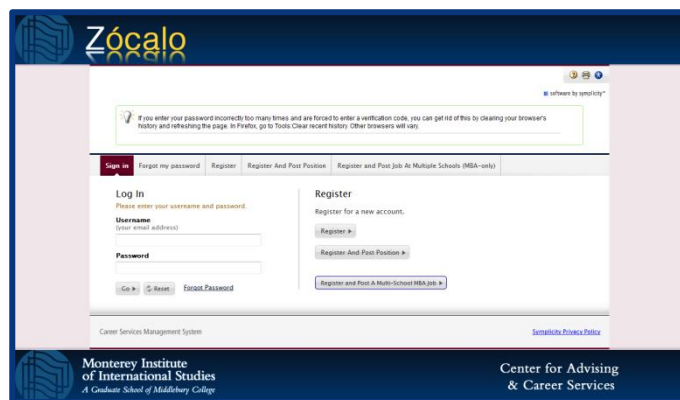 Zócalo
software by symplicity™
If you enter your password incorrectly too many times and are forced to enter a verification code, you can get rid of this by clearing your browser's
history and refreshing the page. In Firefox, go to Tools Clear recent history. Other browsers will vary.
Sign in Forgot my password Register Register And Post Position Register and Post Job At Multiple Schools (MBA-only)
Log In
Please enter your username and password.
Username
(your email address)
Password
Go Reset Forgot Password
Register
Register for a new account.
Register
Register And Post Position
Register and Post A Multi-School MBA Job
Career Services Management System
Symplicity Privacy Policy
Monterey Institute
of International Studies
A Graduate School of Middlebury College
Center for Advising
& Career Services